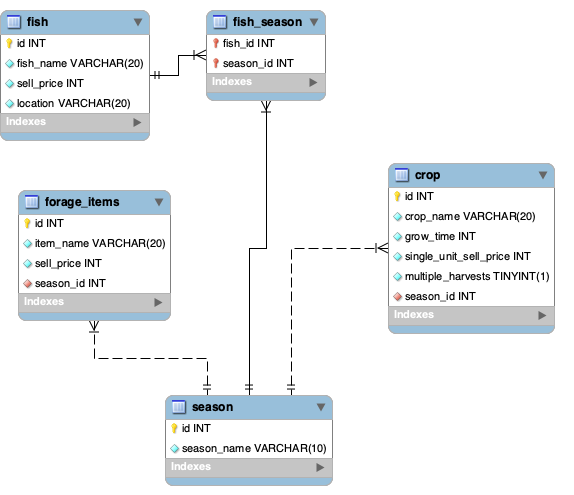 fish
id INT
fish_name VARCHAR(20)
sell_price INT
location VARCHAR(20)
Indexes
fish_season
fish_id INT
season_id INT
Indexes
forage_items
id INT
item_name VARCHAR(20)
sell_price INT
season_id INT
Indexes
crop
id INT
crop_name VARCHAR(20)
grow_time INT
single_unit_sell_price INT
multiple_harvests TINYINT(1)
season_id INT
Indexes
season
id INT
season_name VARCHAR(10)
Indexes